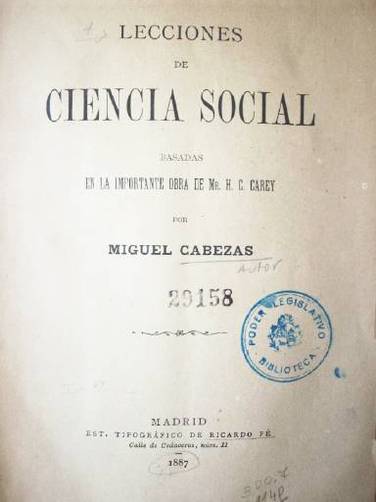 LECCIONES
DE
CIENCIA SOCIAL
BASADAS
EN LA IMPORTANTE OBRA DE MR. H. C. CAREY
POR
MIGUEL CABEZAS
autor
29158
PODER LEGISLATIVO
BIBLIOTECA
MADRID
EST. TIPOGRÁFICO DE RICARDO FÉ
Calle de Cedaceros, núm. 11
1887